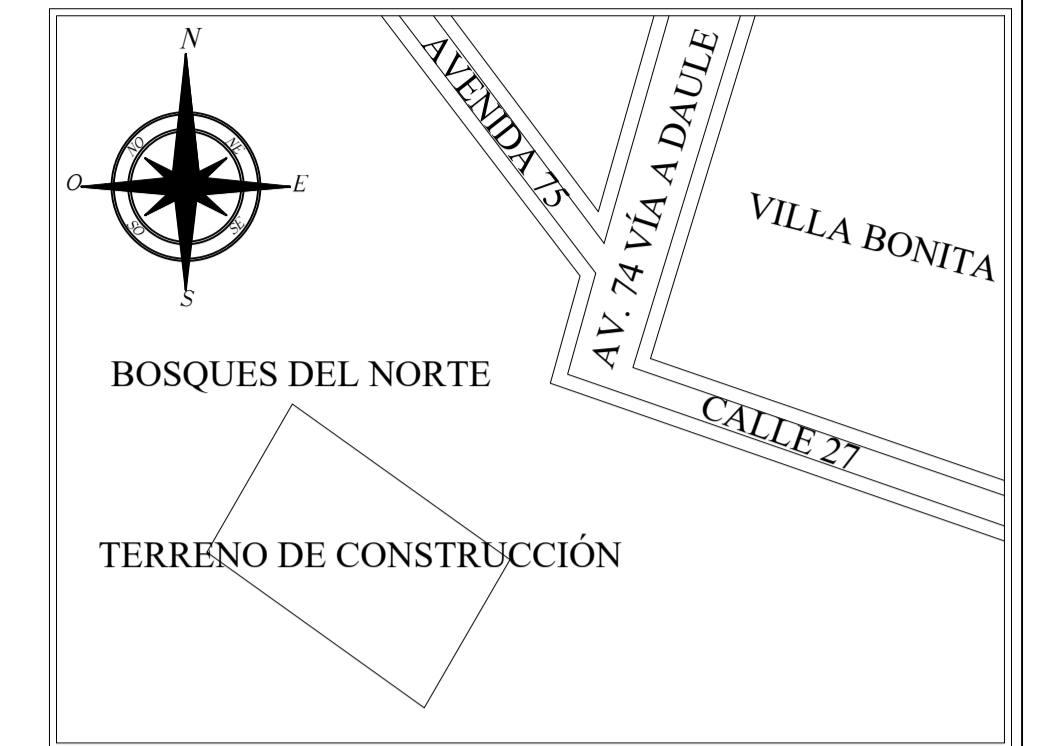 N
NO
NE
O
E
SO
SE
S
AVENIDA 75
AV. 74 VÍA A DAULE
VILLA BONITA
BOSQUES DEL NORTE
CALLE 27
TERRENO DE CONSTRUCCIÓN